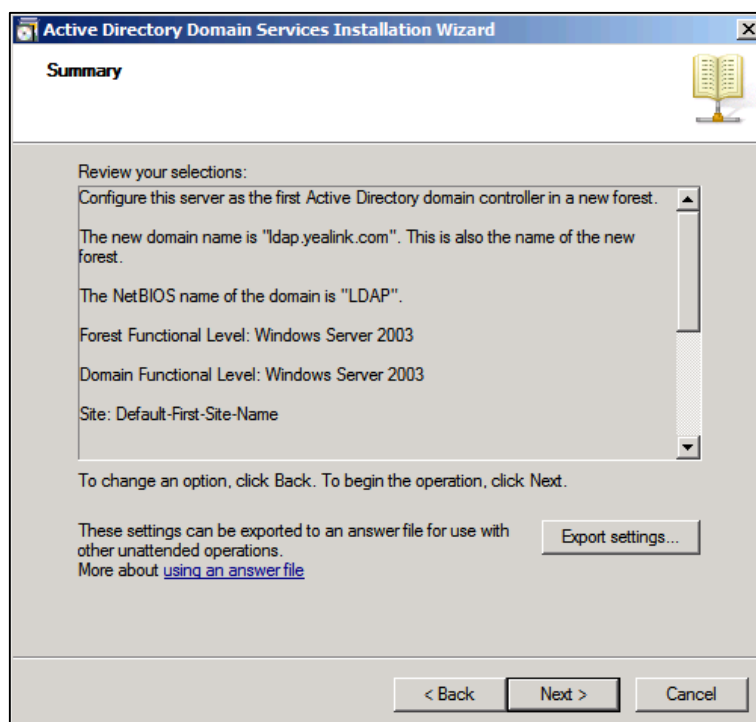 Active Directory Domain Services Installation Wizard
Summary
Review your selections:
Configure this server as the first Active Directory domain controller in a new forest.
The new domain name is "ldap.yealink.com". This is also the name of the new
forest.
The NetBIOS name of the domain is "LDAP".
Forest Functional Level: Windows Server 2003
Domain Functional Level: Windows Server 2003
Site: Default-First-Site-Name
To change an option, click Back. To begin the operation, click Next.
These settings can be exported to an answer file for use with
other unattended operations.
More about using an answer file
Export settings...
< Back
Next >
Cancel